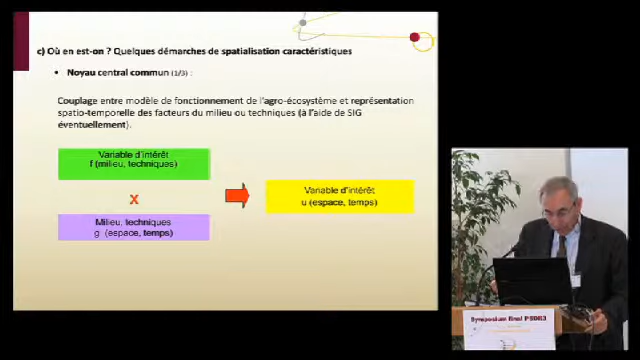 c) Où en est-on ? Quelques démarches de spatialisation caractéristiques
• Noyau central commun (1/3) :
Couplage entre modèle de fonctionnement de l'agro-écosystème et représentation
spatio-temporelle des facteurs du milieu ou techniques (à l'aide de SIG
éventuellement).
Variable d'intérêt
f (milieu, techniques)
x
Milieu, techniques
g (espace, temps)
Variable d'intérêt
u (espace, temps)
Symposium final PSDR3